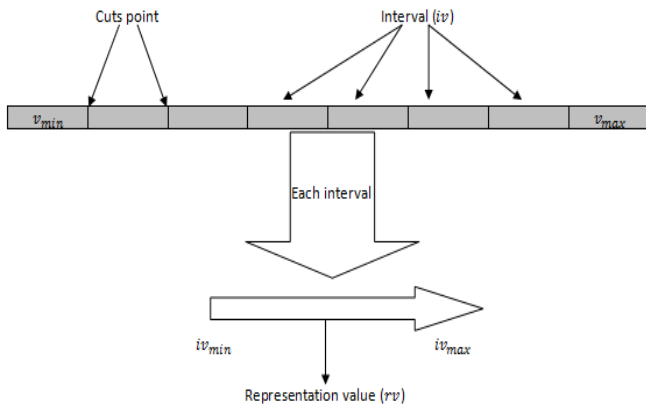 Cuts point
Interval (iv)
v_min
v_max
Each interval
iv_min
iv_max
Representation value (rv)